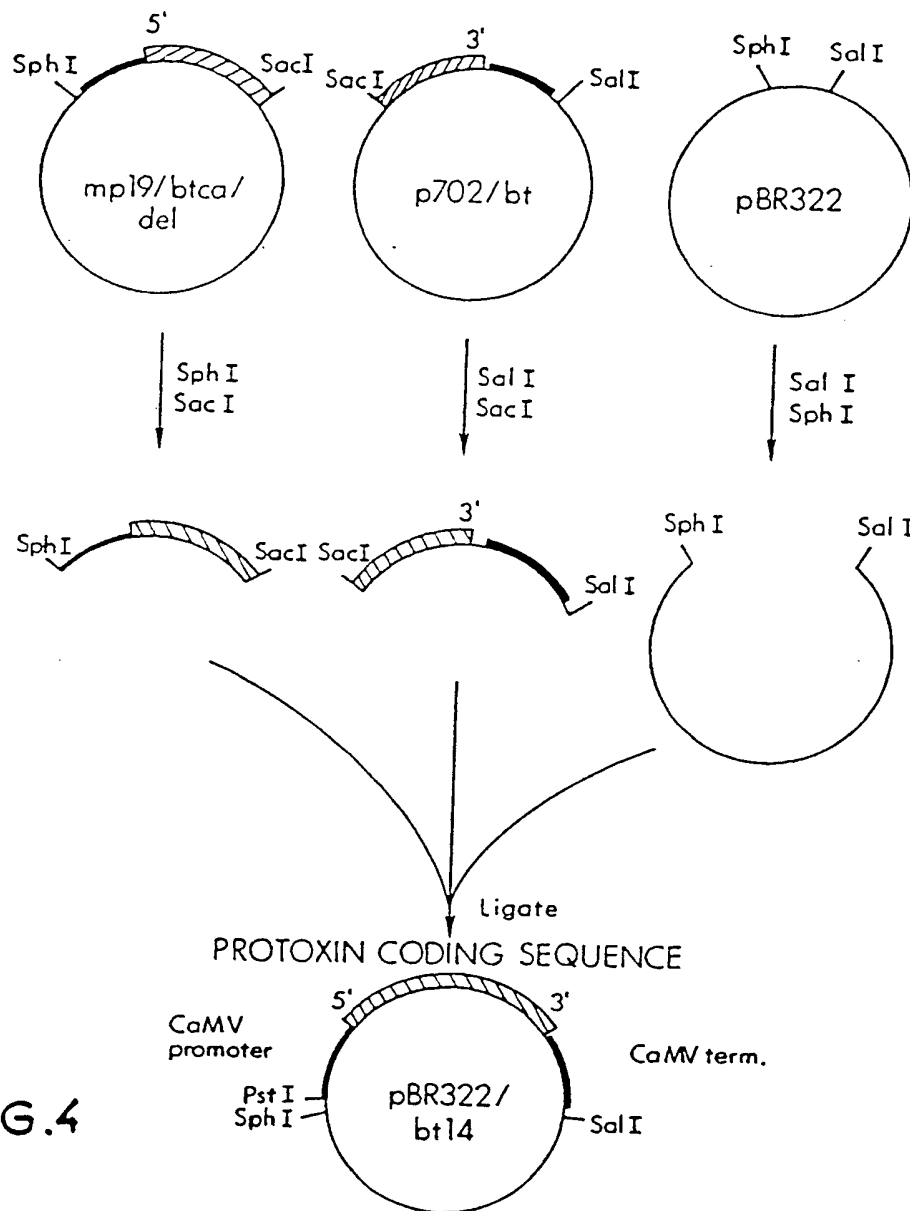 5'
Sph I
Sac I
mp19/btca/
del
3'
Sac I
Sal I
p702/bt
Sph I
Sal I
pBR322
Sph I
Sac I
Sal I
Sac I
Sal I
Sph I
Sph I
Sac I
Sac I
3'
Sal I
Sph I
Sal I
Ligate
PROTOXIN CODING SEQUENCE
5'
3'
CaMV
promoter
CaMV term.
Pst I
Sph I
pBR322/
bt14
Sal I
G.4